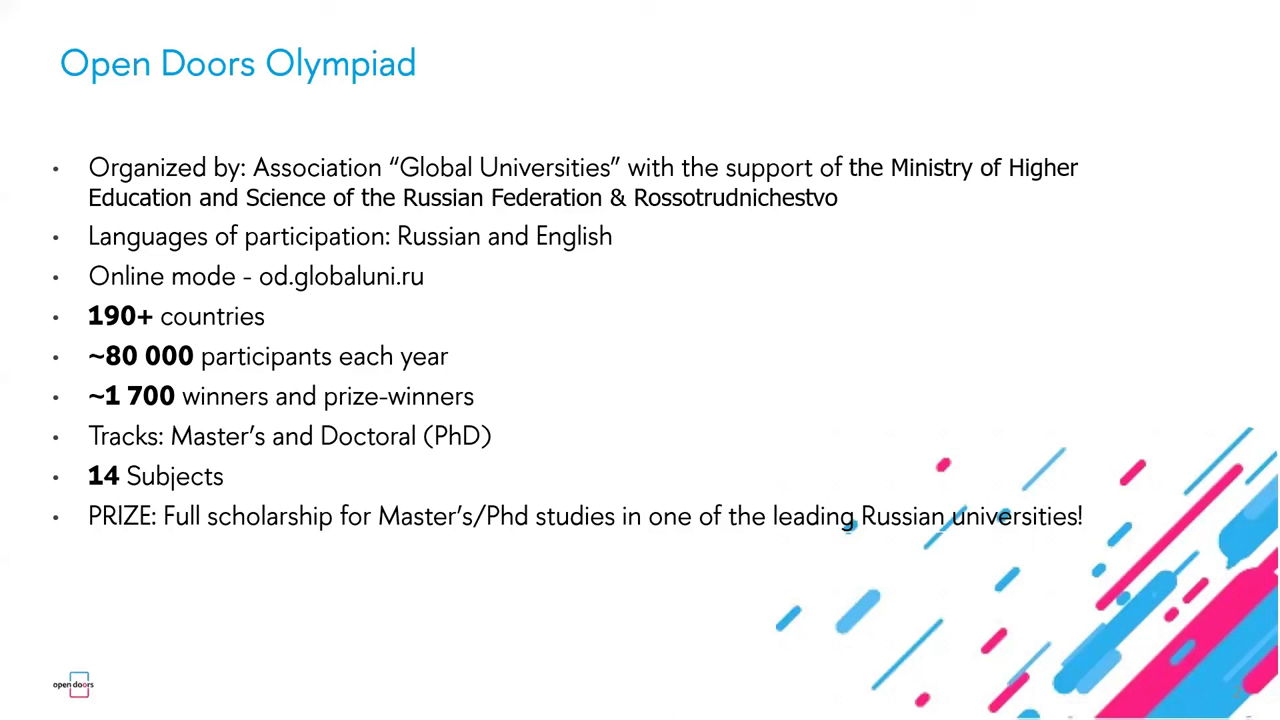 Open Doors Olympiad
• Organized by: Association “Global Universities” with the support of the Ministry of Higher
Education and Science of the Russian Federation & Rossotrudnichestvo
• Languages of participation: Russian and English
• Online mode - od.globaluni.ru
• 190+ countries
• ~80 000 participants each year
• ~1 700 winners and prize-winners
• Tracks: Master’s and Doctoral (PhD)
• 14 Subjects
• PRIZE: Full scholarship for Master’s/Phd studies in one of the leading Russian universities!
open doors